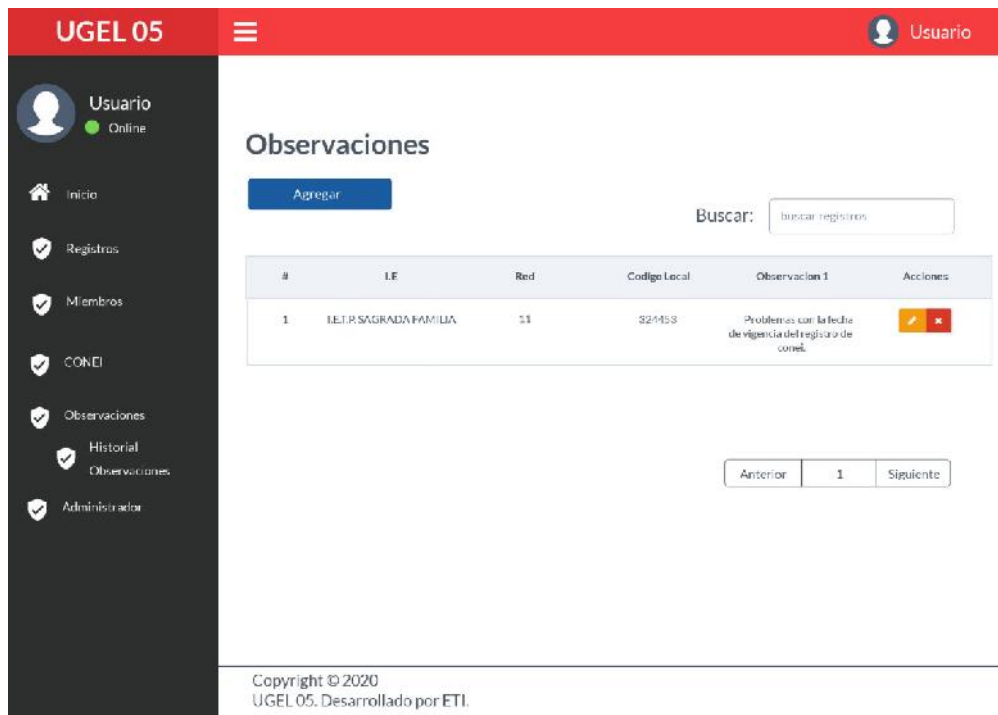 UGEL 05
Usuario
Usuario
Online
Inicio
Registros
Miembros
CONEI
Observaciones
Historial
Observaciones
Administrador
Observaciones
Agregar
Buscar:
buscar registros
# I.E Red Codigo Local Observacion 1 Acciones
1 I.E.T.P. SAGRADA FAMILIA 11 324453 Problemas con la fecha
de vigencia del registro de
conei.
Anterior 1 Siguiente
Copyright © 2020
UGEL 05. Desarrollado por ETI.